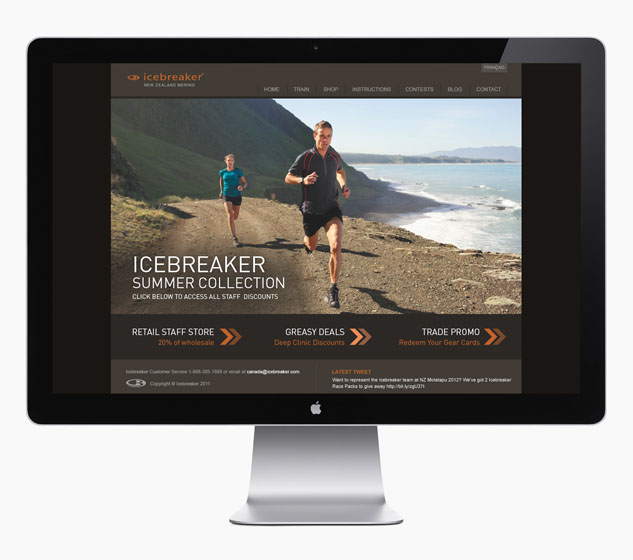 FRANÇAIS
icebreaker®
NEW ZEALAND MERINO
HOME TRAIN SHOP INSTRUCTIONS CONTESTS BLOG CONTACT
ICEBREAKER
SUMMER COLLECTION
CLICK BELOW TO ACCESS ALL STAFF DISCOUNTS
RETAIL STAFF STORE
20% of wholesale
GREASY DEALS
Deep Clinic Discounts
TRADE PROMO
Redeem Your Gear Cards
Icebreaker Customer Service 1-866-385-1668 or email at canada@icebreaker.com
Copyright © Icebreaker 2011
LATEST TWEET
Want to represent the icebreaker team at NZ Motatapu 2012? We've got 2 Icebreaker
Race Packs to give away http://bit.ly/zgU37t